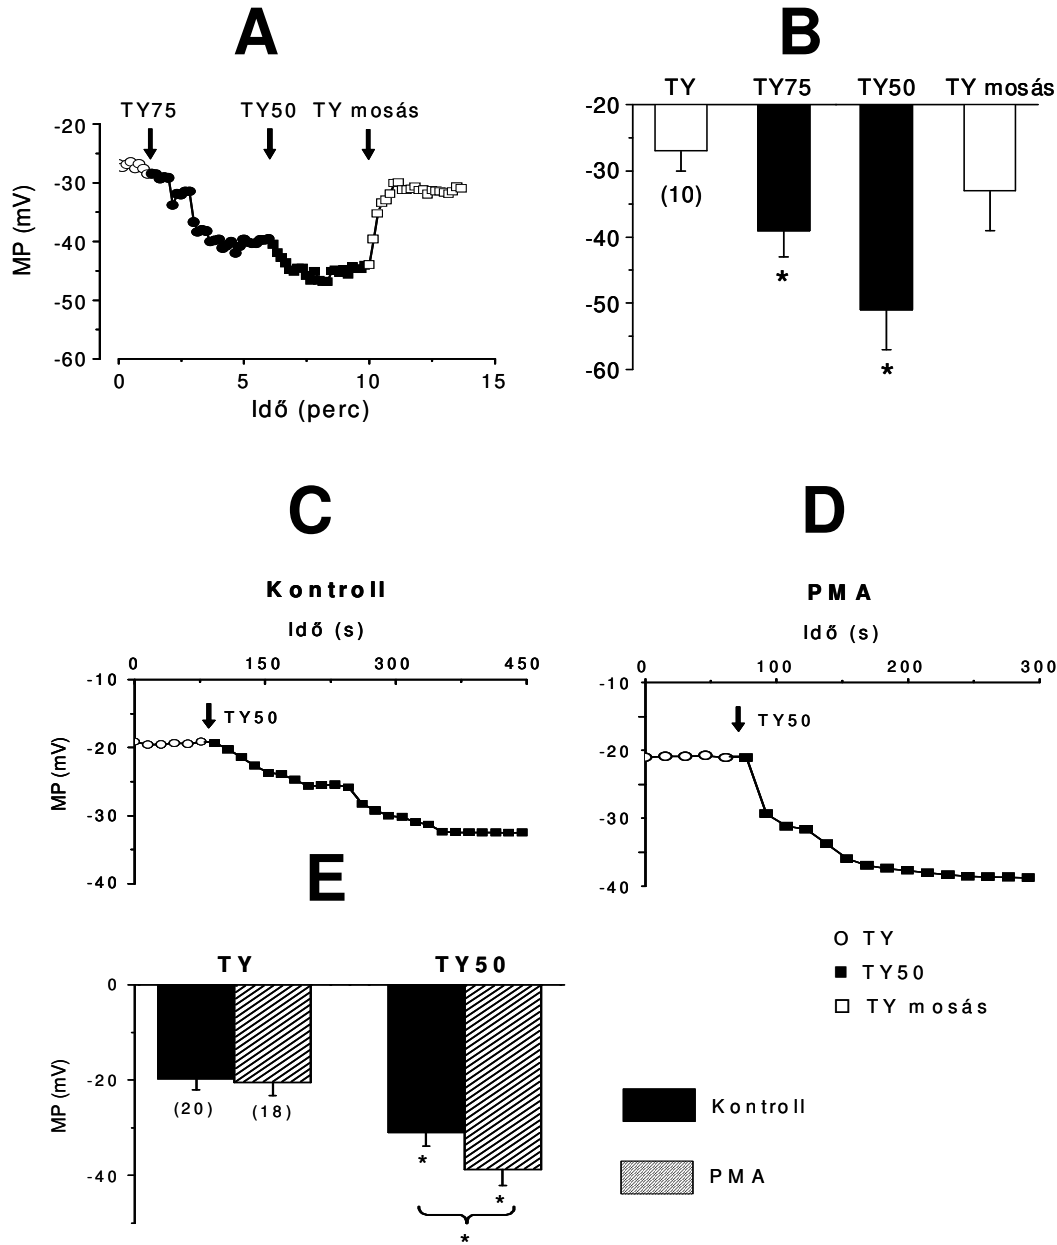 A
TY75 TY50 TY mosás
-20
-30
-40
-50
-60
MP (mV)
0 5 10 15
Idő (perc)
B
TY TY75 TY50 TY mosás
-20
-30
-40
-50
-60
(10)
*
*
C
Kontroll
Idő (s)
0 150 300 450
-10
-20
-30
-40
MP (mV)
TY50
D
PMA
Idő (s)
0 100 200 300
-10
-20
-30
-40
TY50
O TY
TY50
TY mosás
E
TY TY50
0
-20
-40
MP (mV)
(20) (18)
*
*
*
Kontroll
PMA